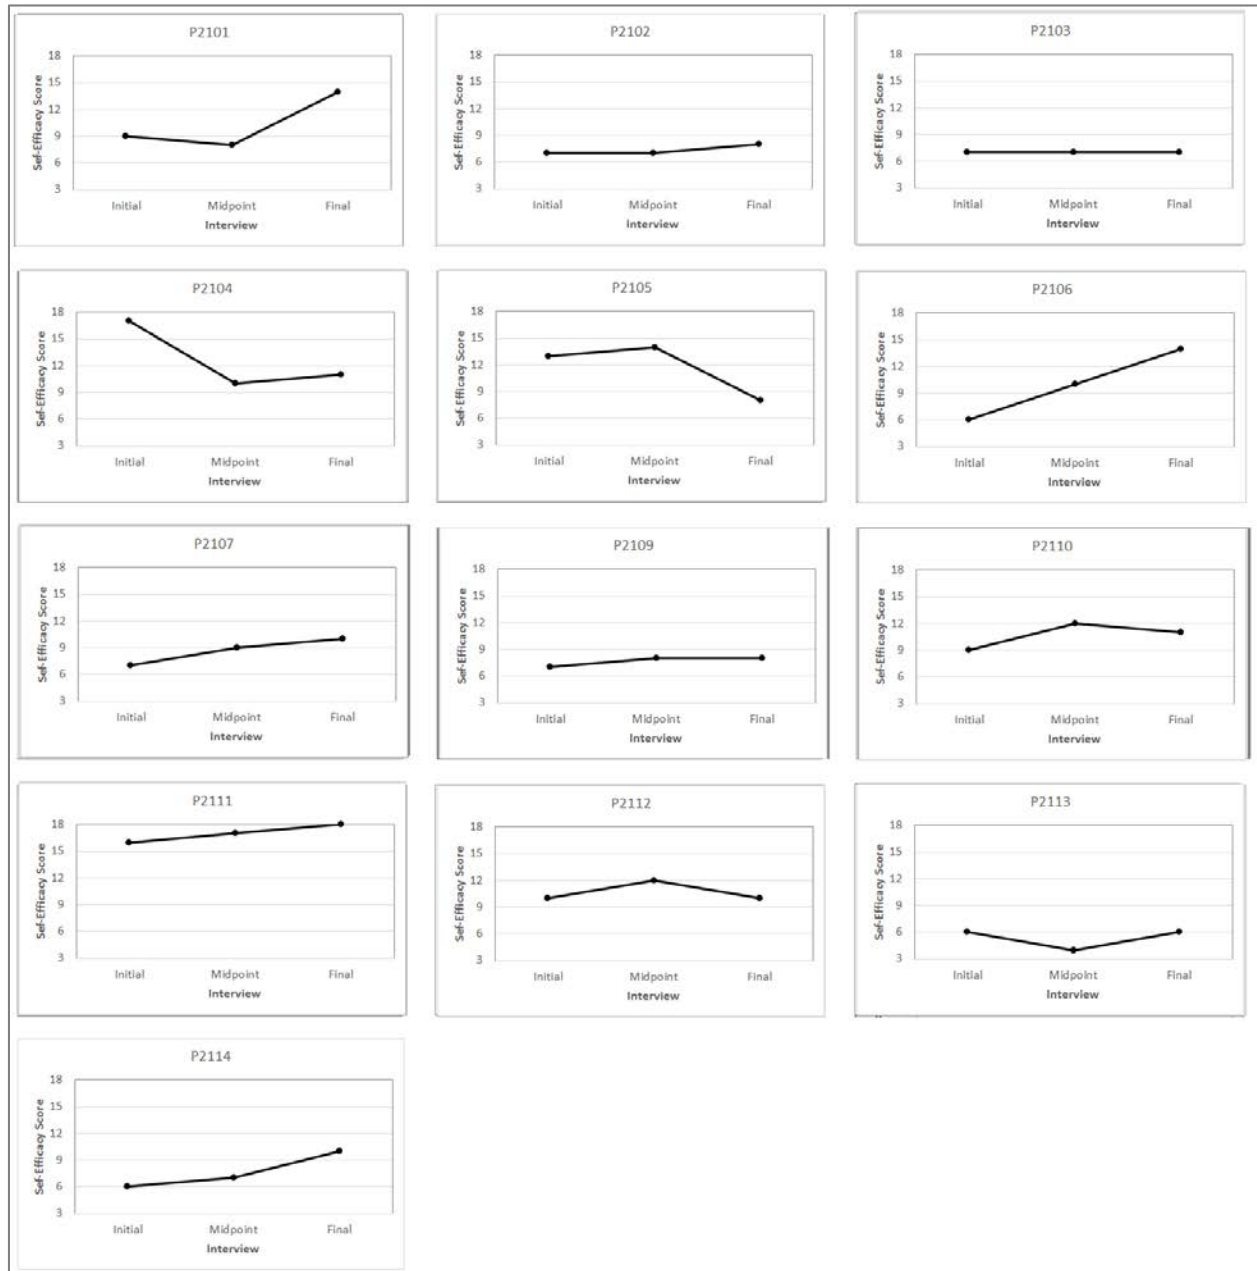 P2101
Sef-Efficacy Score
18
15
12
9
6
3
Initial Midpoint Final
Interview
P2102
Sef-Efficacy Score
18
15
12
9
6
3
Initial Midpoint Final
Interview
P2103
Sef-Efficacy Score
18
15
12
9
6
3
Initial Midpoint Final
Interview
P2104
Sef-Efficacy Score
18
15
12
9
6
3
Initial Midpoint Final
Interview
P2105
Sef-Efficacy Score
18
15
12
9
6
3
Initial Midpoint Final
Interview
P2106
Sef-Efficacy Score
18
15
12
9
6
3
Initial Midpoint Final
Interview
P2107
Sef-Efficacy Score
18
15
12
9
6
3
Initial Midpoint Final
Interview
P2109
Sef-Efficacy Score
18
15
12
9
6
3
Initial Midpoint Final
Interview
P2110
Sef-Efficacy Score
18
15
12
9
6
3
Initial Midpoint Final
Interview
P2111
Sef-Efficacy Score
18
15
12
9
6
3
Initial Midpoint Final
Interview
P2112
Sef-Efficacy Score
18
15
12
9
6
3
Initial Midpoint Final
Interview
P2113
Sef-Efficacy Score
18
15
12
9
6
3
Initial Midpoint Final
Interview
P2114
Sef-Efficacy Score
18
15
12
9
6
3
Initial Midpoint Final
Interview